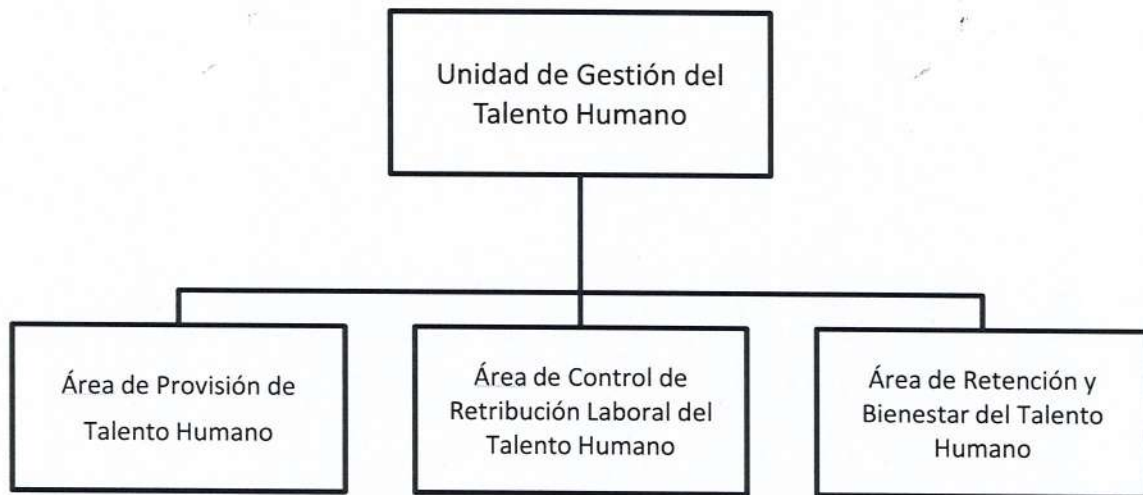 Unidad de Gestión del
Talento Humano
Área de Provisión de
Talento Humano
Área de Control de
Retribución Laboral del
Talento Humano
Área de Retención y
Bienestar del Talento
Humano